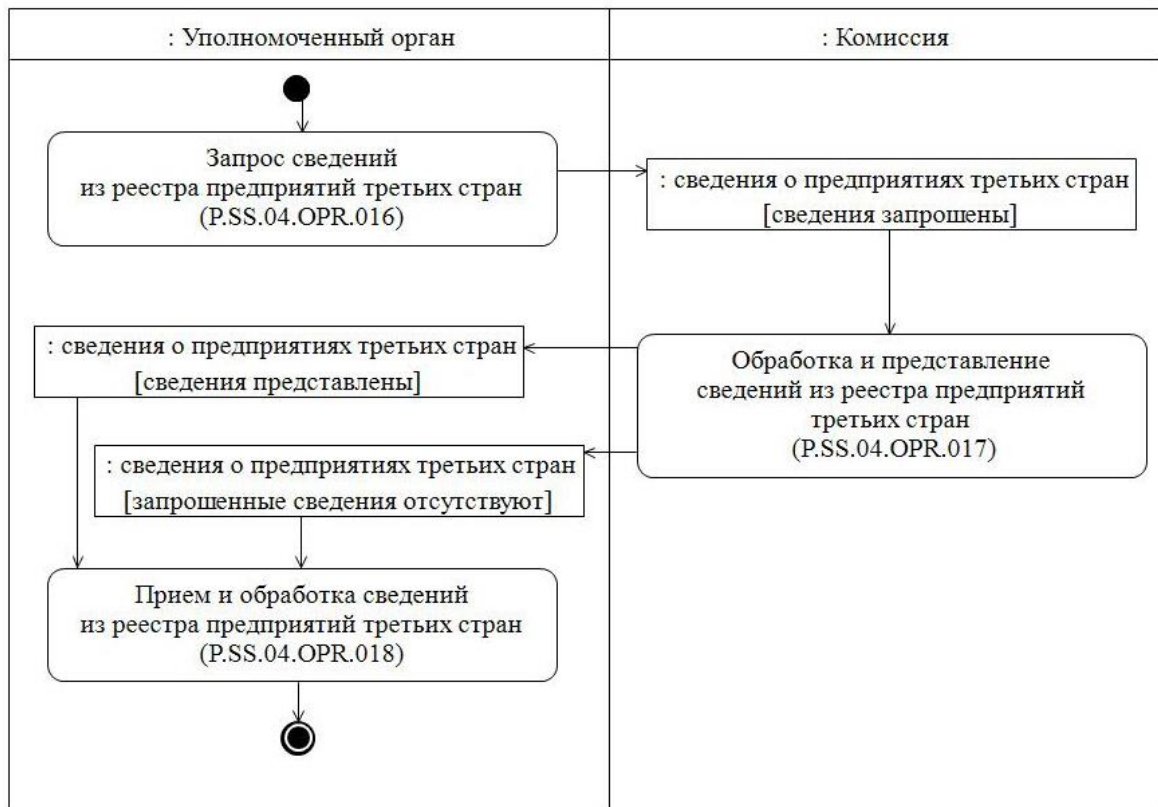 : Уполномоченный орган
: Комиссия
Запрос сведений
из реестра предприятий третьих стран
(P.SS.04.OPR.016)
: сведения о предприятиях третьих стран
[сведения запрошены]
: сведения о предприятиях третьих стран
[сведения представлены]
Обработка и представление
сведений из реестра предприятий
третьих стран
(P.SS.04.OPR.017)
: сведения о предприятиях третьих стран
[запрошенные сведения отсутствуют]
Прием и обработка сведений
из реестра предприятий третьих стран
(P.SS.04.OPR.018)